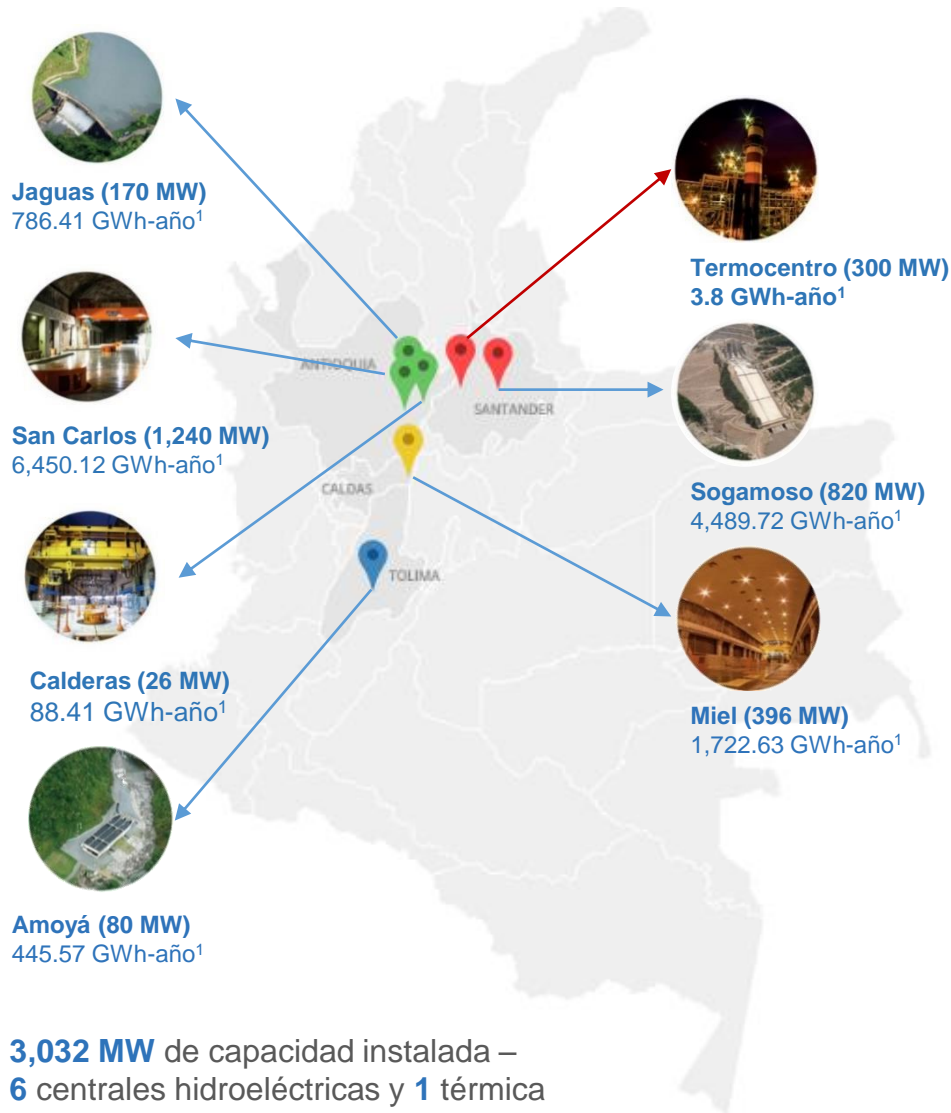 Jaguas (170 MW)
786.41 GWh-año¹
San Carlos (1,240 MW)
6,450.12 GWh-año¹
Calderas (26 MW)
88.41 GWh-año¹
Amoyá (80 MW)
445.57 GWh-año¹
ANTIOQUIA
SANTANDER
CALDAS
TOLIMA
Termocentro (300 MW)
3.8 GWh-año¹
Sogamoso (820 MW)
4,489.72 GWh-año¹
Miel (396 MW)
1,722.63 GWh-año¹
3,032 MW de capacidad instalada –
6 centrales hidroeléctricas y 1 térmica